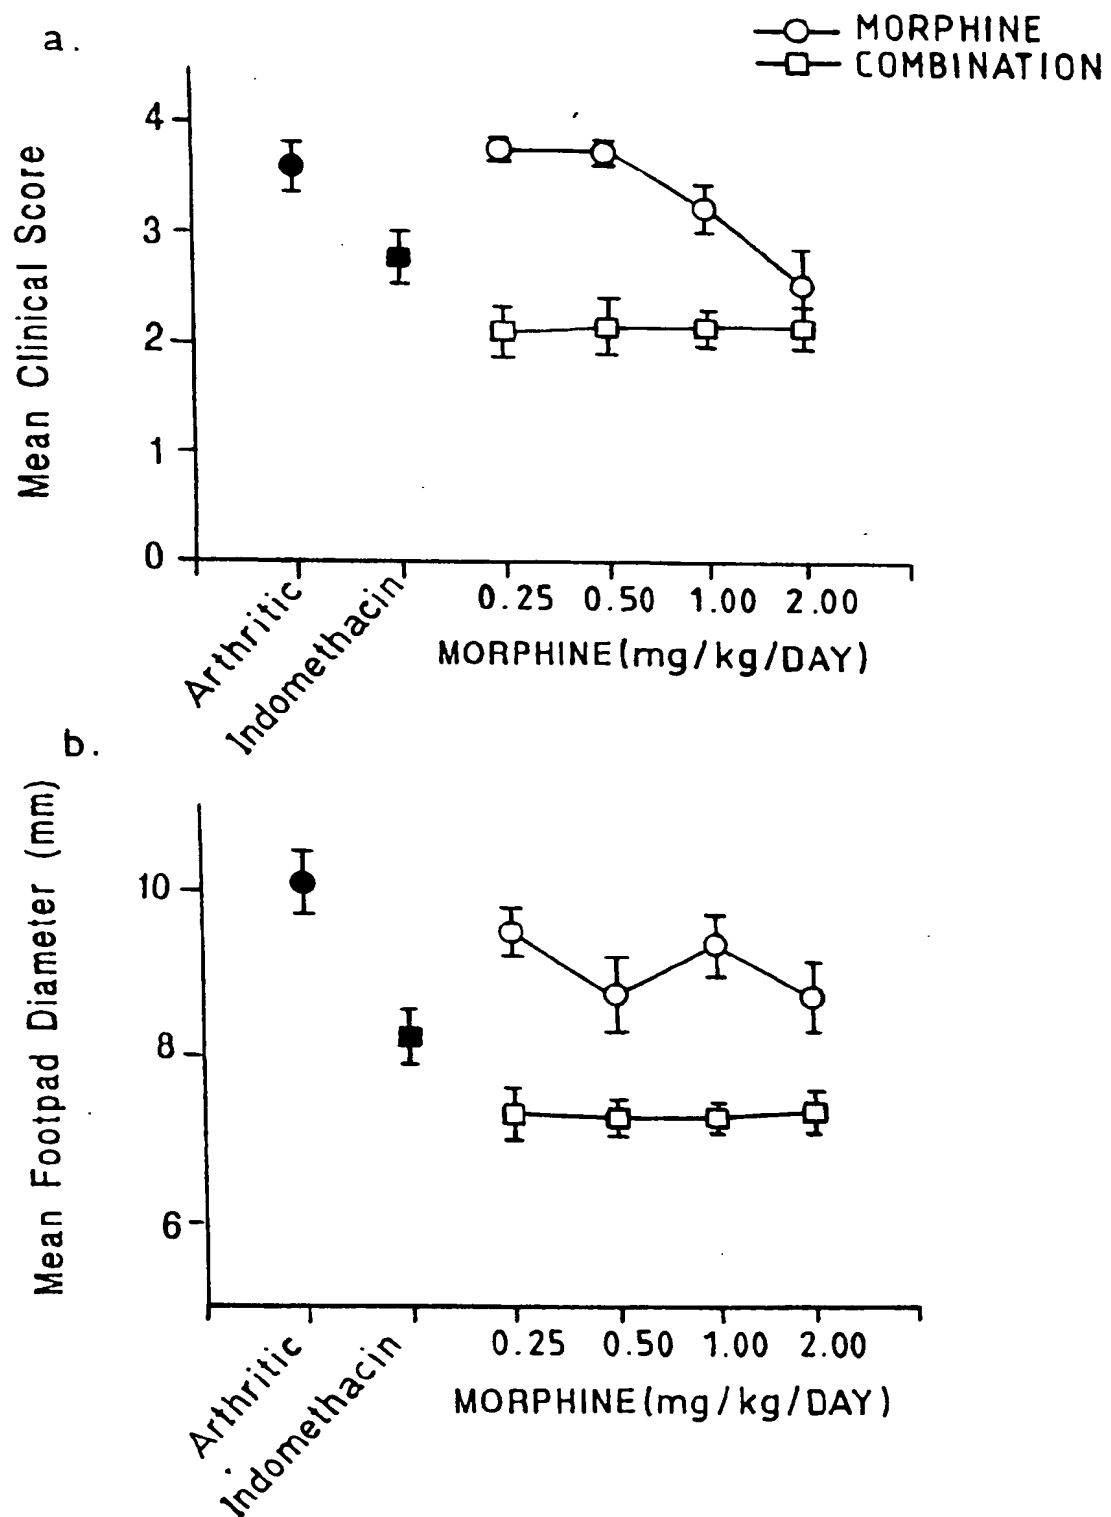 a.
MORPHINE
COMBINATION
Mean Clinical Score
4
3
2
1
0
Arthritic
Indomethacin
0.25 0.50 1.00 2.00
MORPHINE(mg/kg/DAY)
b.
Mean Footpad Diameter (mm)
10
8
6
Arthritic
Indomethacin
0.25 0.50 1.00 2.00
MORPHINE(mg/kg/DAY)